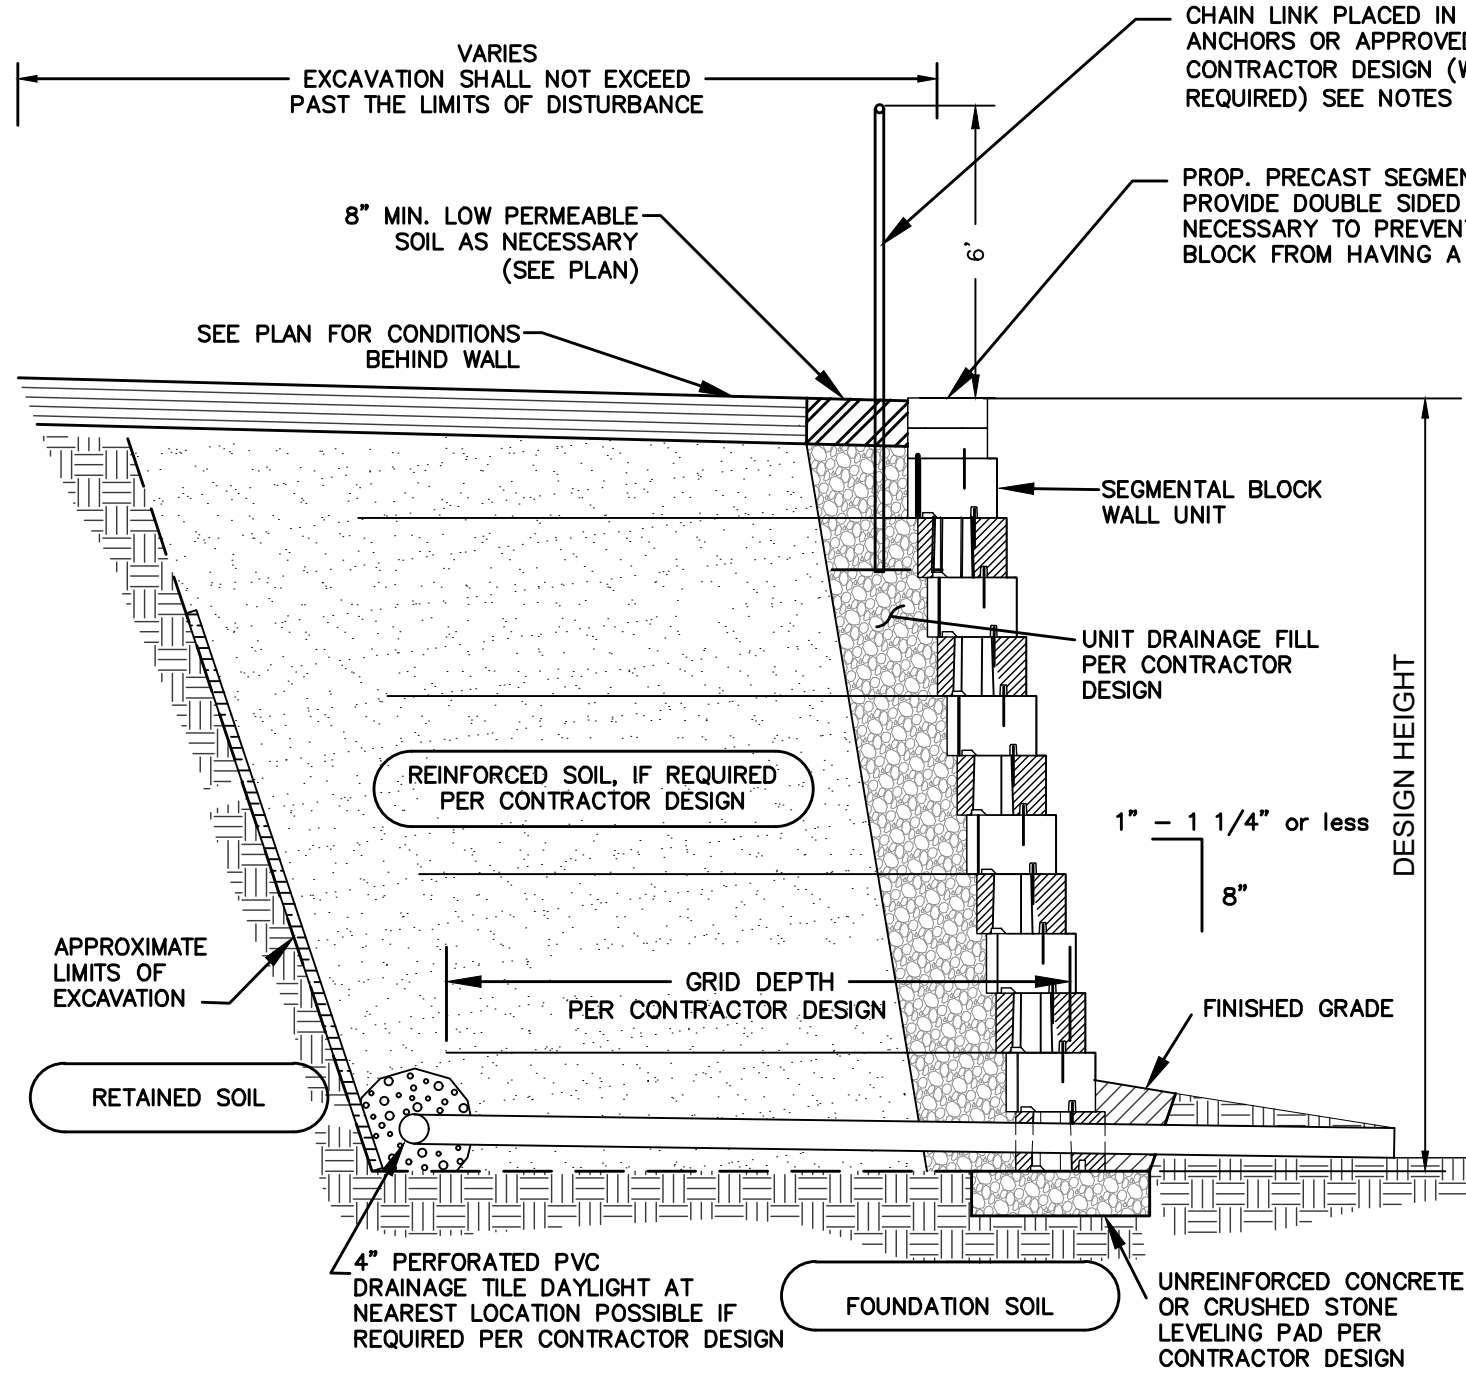 VARIES
EXCAVATION SHALL NOT EXCEED
PAST THE LIMITS OF DISTURBANCE
CHAIN LINK PLACED IN
ANCHORS OR APPROVED
CONTRACTOR DESIGN (W
REQUIRED) SEE NOTES
8" MIN. LOW PERMEABLE
SOIL AS NECESSARY
(SEE PLAN)
6'
PROP. PRECAST SEGMEN
PROVIDE DOUBLE SIDED
NECESSARY TO PREVENT
BLOCK FROM HAVING A
SEE PLAN FOR CONDITIONS
BEHIND WALL
SEGMENTAL BLOCK
WALL UNIT
UNIT DRAINAGE FILL
PER CONTRACTOR
DESIGN
REINFORCED SOIL, IF REQUIRED
PER CONTRACTOR DESIGN
1" – 1 1/4" or less
8"
DESIGN HEIGHT
APPROXIMATE
LIMITS OF
EXCAVATION
GRID DEPTH
PER CONTRACTOR DESIGN
FINISHED GRADE
RETAINED SOIL
4" PERFORATED PVC
DRAINAGE TILE DAYLIGHT AT
NEAREST LOCATION POSSIBLE IF
REQUIRED PER CONTRACTOR DESIGN
FOUNDATION SOIL
UNREINFORCED CONCRETE
OR CRUSHED STONE
LEVELING PAD PER
CONTRACTOR DESIGN